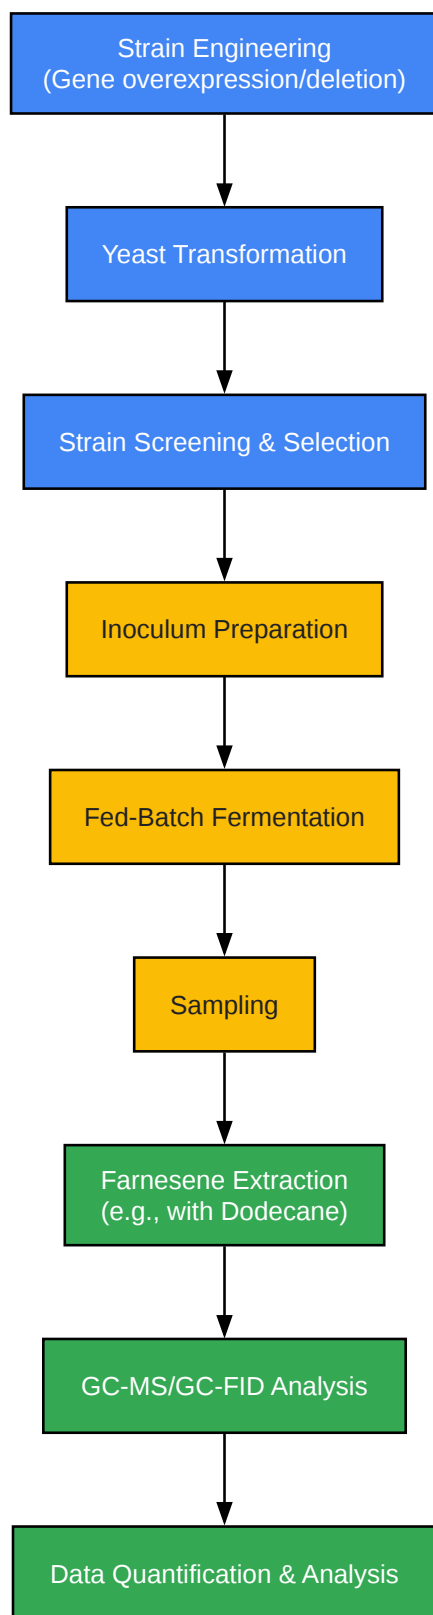 Strain Engineering
(Gene overexpression/deletion)
Yeast Transformation
Strain Screening & Selection
Inoculum Preparation
Fed-Batch Fermentation
Sampling
Farnesene Extraction
(e.g., with Dodecane)
GC-MS/GC-FID Analysis
Data Quantification & Analysis